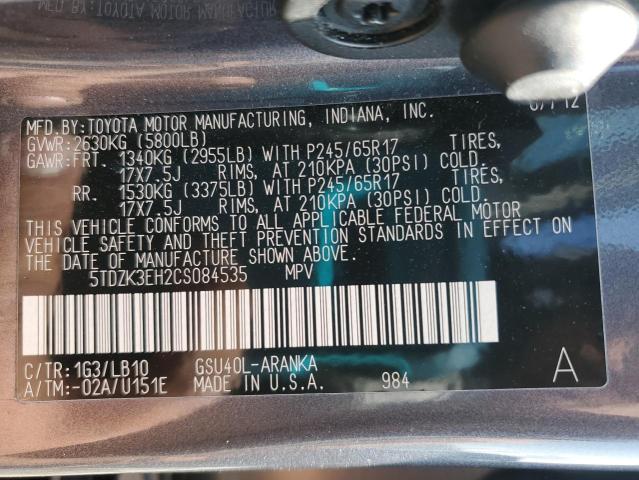 MFD.BY:TOYOTA MOTOR MANUFACTURING, INDIANA, INC.
GVWR:2630KG (5800LB)
GAWR:FRT. 1340KG (2955LB) WITH P245/65R17 TIRES,
17X7.5J RIMS, AT 210KPA (30PSI) COLD.
RR. 1530KG (3375LB) WITH P245/65R17 TIRES,
17X7.5J RIMS, AT 210KPA (30PSI) COLD.
THIS VEHICLE CONFORMS TO ALL APPLICABLE FEDERAL MOTOR
VEHICLE SAFETY AND THEFT PREVENTION STANDARDS IN EFFECT ON
THE DATE OF MANUFACTURE SHOWN ABOVE.
5TDZK3EH2CS084535 MPV
C/TR:1G3/LB10 GSU40L-ARANKA A
A/TM:-02A/U151E MADE IN U.S.A. 984